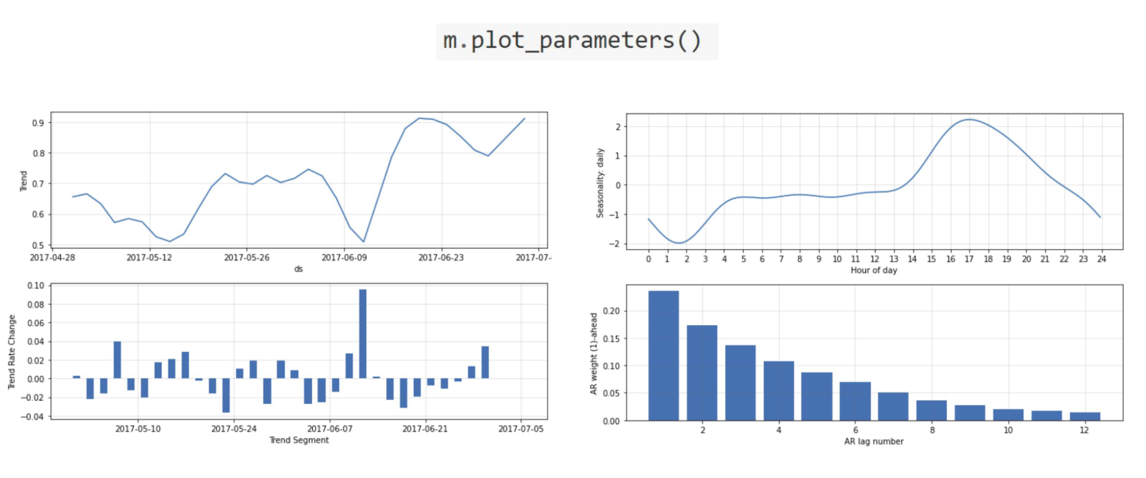 m.plot_parameters()
Trend
0.9
0.8
0.7
0.6
0.5
2017-04-28 2017-05-12 2017-05-26 2017-06-09 2017-06-23 2017-07-
ds
Seasonality: daily
2
1
0
−1
−2
0 1 2 3 4 5 6 7 8 9 10 11 12 13 14 15 16 17 18 19 20 21 22 23 24
Hour of day
Trend Rate Change
0.10
0.08
0.06
0.04
0.02
0.00
−0.02
−0.04
2017-05-10 2017-05-24 2017-06-07 2017-06-21 2017-07-05
Trend Segment
AR weight (1)-ahead
0.20
0.15
0.10
0.05
0.00
2 4 6 8 10 12
AR lag number